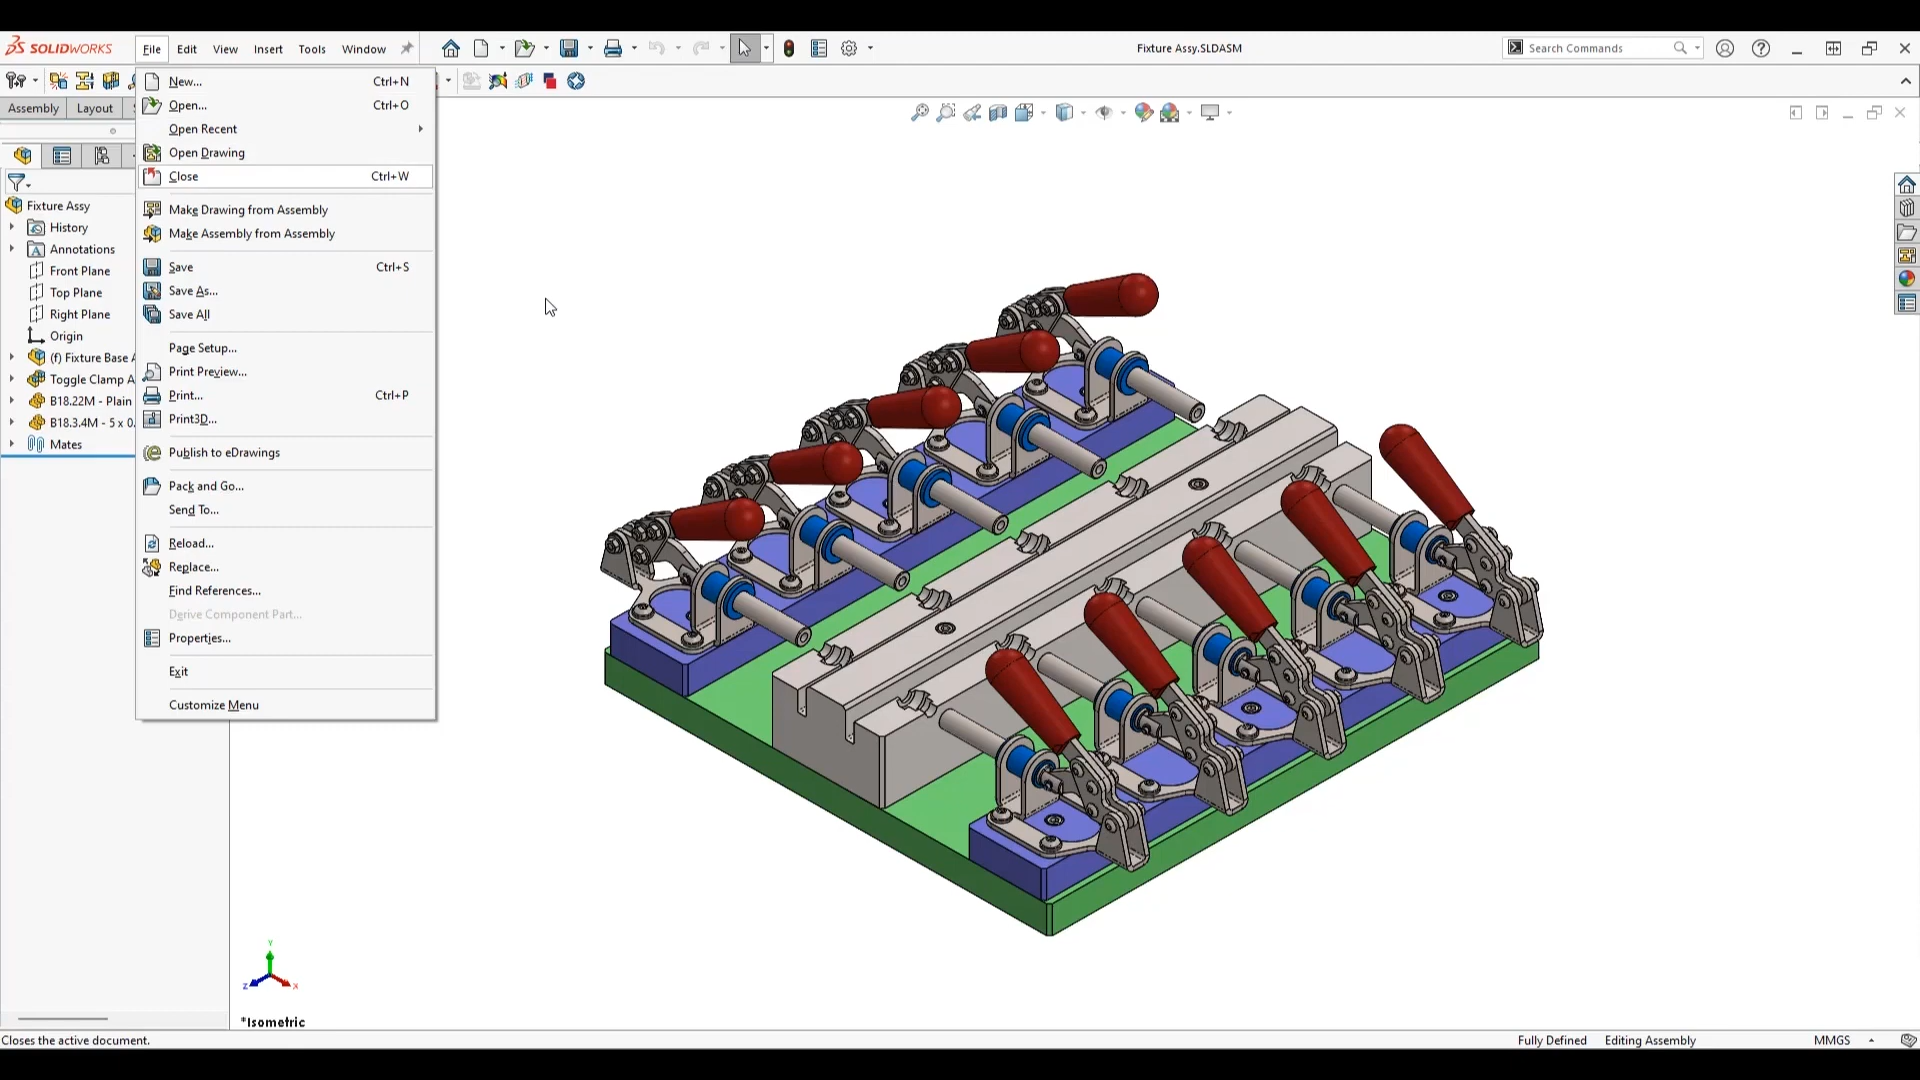 SOLIDWORKS File Edit View Insert Tools Window Fixture Assy.SLDASM Search Commands
Assembly Layout
Fixture Assy
History
Annotations
Front Plane
Top Plane
Right Plane
Origin
(f) Fixture Base A
Toggle Clamp A
B18.22M - Plain
B18.3.4M - 5 x 0.
Mates
New... Ctrl+N
Open... Ctrl+O
Open Recent
Open Drawing
Close Ctrl+W
Make Drawing from Assembly
Make Assembly from Assembly
Save Ctrl+S
Save As...
Save All
Page Setup...
Print Preview...
Print... Ctrl+P
Print3D...
Publish to eDrawings
Pack and Go...
Send To...
Reload...
Replace...
Find References...
Derive Component Part...
Properties...
Exit
Customize Menu
Y
Z X
*Isometric
Closes the active document. Fully Defined Editing Assembly MMGS